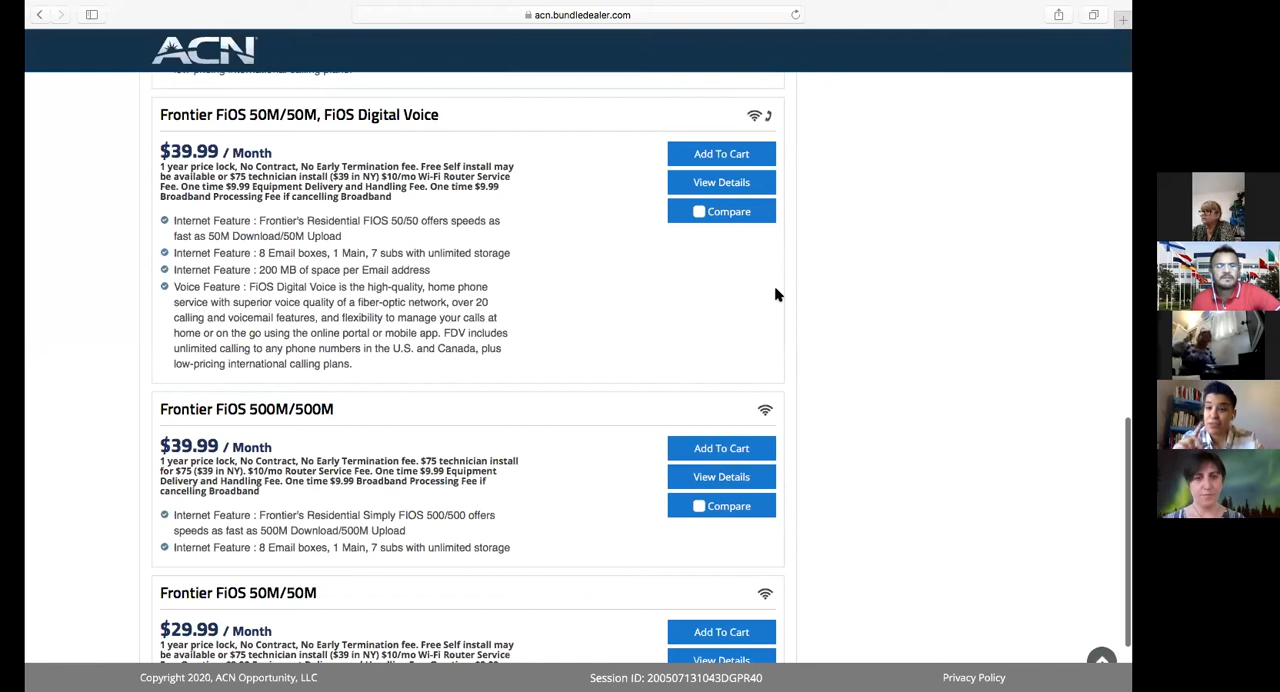 acn.bundledealer.com
ACN
low-pricing international calling plans.
Frontier FiOS 50M/50M, FiOS Digital Voice
$39.99 / Month
1 year price lock, No Contract, No Early Termination fee. Free Self install may
be available or $75 technician install ($39 in NY) $10/mo Wi-Fi Router Service
Fee. One time $9.99 Equipment Delivery and Handling Fee. One time $9.99
Broadband Processing Fee if cancelling Broadband
Add To Cart
View Details
Compare
Internet Feature : Frontier's Residential FIOS 50/50 offers speeds as
fast as 50M Download/50M Upload
Internet Feature : 8 Email boxes, 1 Main, 7 subs with unlimited storage
Internet Feature : 200 MB of space per Email address
Voice Feature : FiOS Digital Voice is the high-quality, home phone
service with superior voice quality of a fiber-optic network, over 20
calling and voicemail features, and flexibility to manage your calls at
home or on the go using the online portal or mobile app. FDV includes
unlimited calling to any phone numbers in the U.S. and Canada, plus
low-pricing international calling plans.
Frontier FiOS 500M/500M
$39.99 / Month
1 year price lock, No Contract, No Early Termination fee. $75 technician install
for $75 ($39 in NY). $10/mo Router Service Fee. One time $9.99 Equipment
Delivery and Handling Fee. One time $9.99 Broadband Processing Fee if
cancelling Broadband
Add To Cart
View Details
Compare
Internet Feature : Frontier's Residential Simply FIOS 500/500 offers
speeds as fast as 500M Download/500M Upload
Internet Feature : 8 Email boxes, 1 Main, 7 subs with unlimited storage
Frontier FiOS 50M/50M
$29.99 / Month
1 year price lock, No Contract, No Early Termination fee. Free Self install may
be available or $75 technician install ($39 in NY) $10/mo Wi-Fi Router Service
Add To Cart
View Details
Copyright 2020, ACN Opportunity, LLC
Session ID: 200507131043DGPR40
Privacy Policy